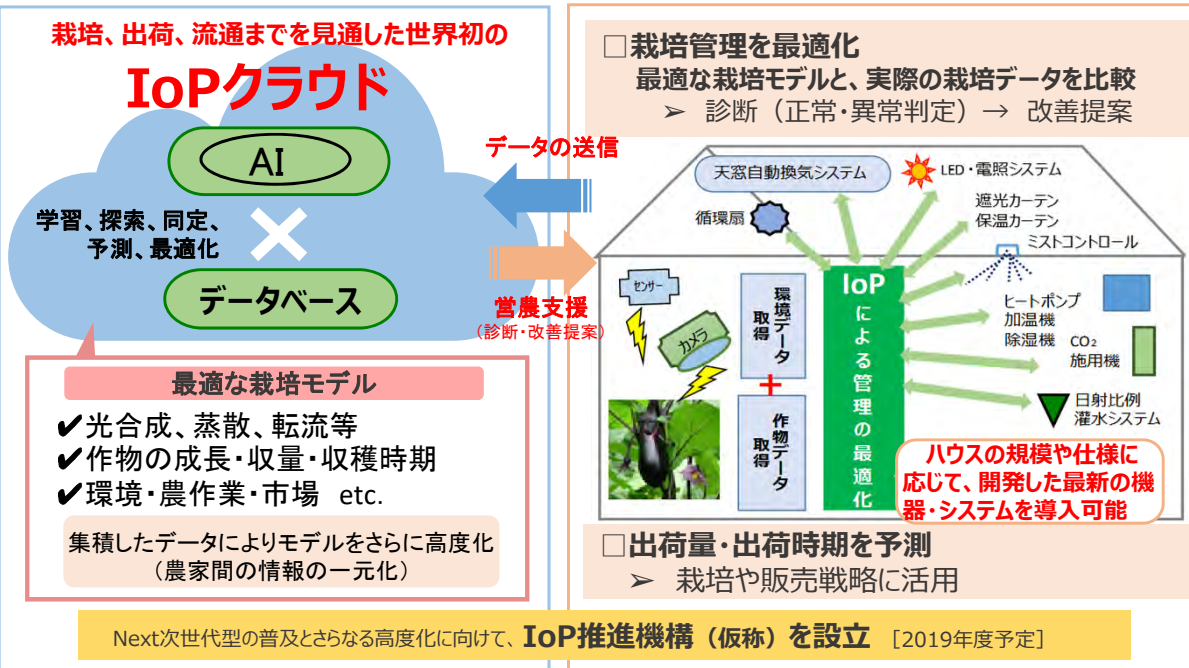 栽培、出荷、流通までを見通した世界初の
IoPクラウド
AI
学習、探索、同定、
予測、最適化
データベース
データの送信
営農支援
(診断・改善提案)
最適な栽培モデル
✔光合成、蒸散、転流等
✔作物の成長・収量・収穫時期
✔環境・農作業・市場 etc.
集積したデータによりモデルをさらに高度化
(農家間の情報の一元化)
□栽培管理を最適化
最適な栽培モデルと、実際の栽培データを比較
➢ 診断（正常・異常判定）→ 改善提案
天窓自動換気システム
LED・電照システム
循環扇
遮光カーテン
保温カーテン
ミストコントロール
センサー
カメラ
環境データ
取得
+
作物データ
取得
IoPによる管理の最適化
ヒートポンプ
加温機
除湿機
CO₂
施用機
日射比例
灌水システム
ハウスの規模や仕様に
応じて、開発した最新の機
器・システムを導入可能
□出荷量・出荷時期を予測
➢ 栽培や販売戦略に活用
Next次世代型の普及とさらなる高度化に向けて、IoP推進機構（仮称）を設立 [2019年度予定]